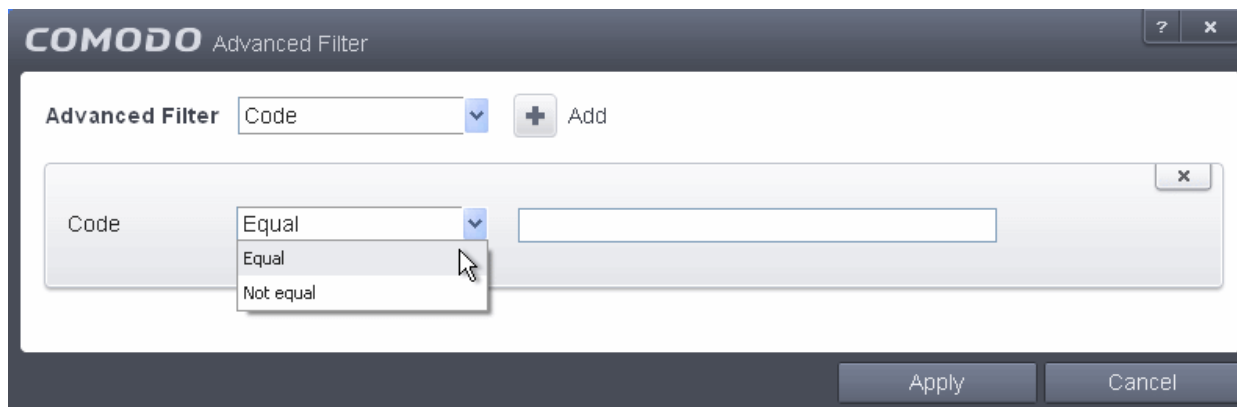 COMODO Advanced Filter ? x
Advanced Filter Code + Add
x
Code Equal
Equal
Not equal
Apply Cancel